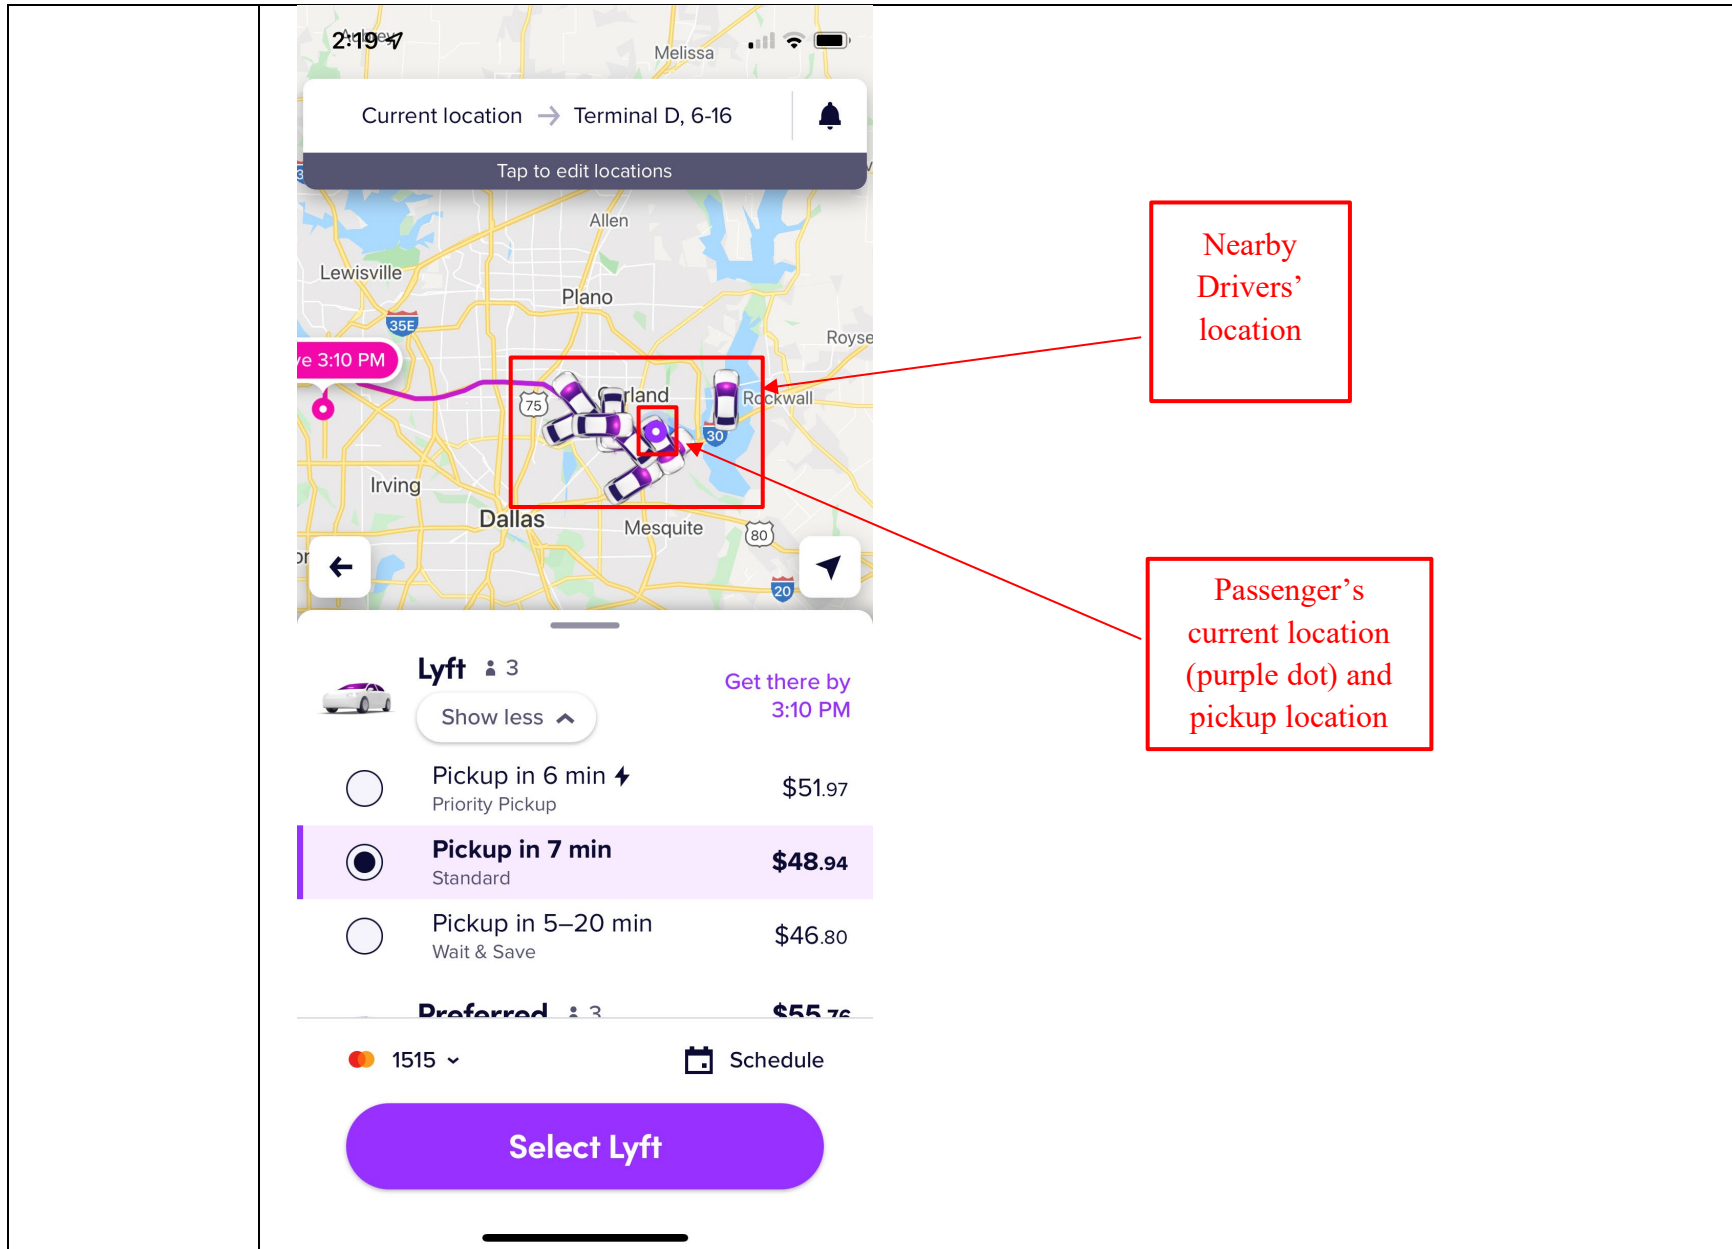 2:19
Aubrey
Melissa
Current location → Terminal D, 6-16
Tap to edit locations
Allen
Lewisville
Plano
35E
Royse
3:10 PM
75
Garland
Rockwall
30
Irving
Dallas
Mesquite
80
20
Nearby
Drivers’
location
Passenger’s
current location
(purple dot) and
pickup location
Lyft 3
Get there by
3:10 PM
Show less
Pickup in 6 min
Priority Pickup
$51.97
Pickup in 7 min
Standard
$48.94
Pickup in 5–20 min
Wait & Save
$46.80
Preferred 3
$55.76
1515
Schedule
Select Lyft